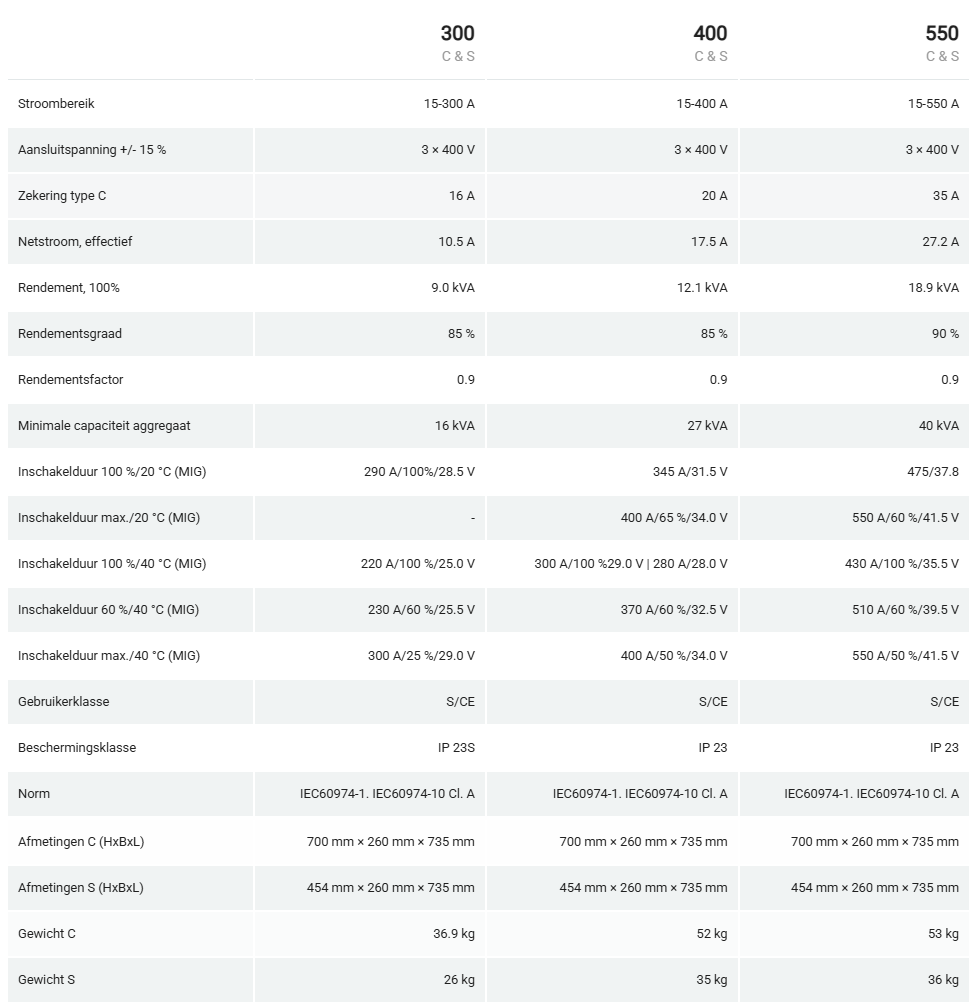 300 400 550
C & S C & S C & S
Stroombereik 15-300 A 15-400 A 15-550 A
Aansluitspanning +/- 15 % 3 × 400 V 3 × 400 V 3 × 400 V
Zekering type C 16 A 20 A 35 A
Netstroom, effectief 10.5 A 17.5 A 27.2 A
Rendement, 100% 9.0 kVA 12.1 kVA 18.9 kVA
Rendementsgraad 85 % 85 % 90 %
Rendementsfactor 0.9 0.9 0.9
Minimale capaciteit aggregaat 16 kVA 27 kVA 40 kVA
Inschakelduur 100 %/20 °C (MIG) 290 A/100%/28.5 V 345 A/31.5 V 475/37.8
Inschakelduur max./20 °C (MIG) - 400 A/65 %/34.0 V 550 A/60 %/41.5 V
Inschakelduur 100 %/40 °C (MIG) 220 A/100 %/25.0 V 300 A/100 %29.0 V | 280 A/28.0 V 430 A/100 %/35.5 V
Inschakelduur 60 %/40 °C (MIG) 230 A/60 %/25.5 V 370 A/60 %/32.5 V 510 A/60 %/39.5 V
Inschakelduur max./40 °C (MIG) 300 A/25 %/29.0 V 400 A/50 %/34.0 V 550 A/50 %/41.5 V
Gebruikerklasse S/CE S/CE S/CE
Beschermingsklasse IP 23S IP 23 IP 23
Norm IEC60974-1. IEC60974-10 Cl. A IEC60974-1. IEC60974-10 Cl. A IEC60974-1. IEC60974-10 Cl. A
Afmetingen C (HxBxL) 700 mm × 260 mm × 735 mm 700 mm × 260 mm × 735 mm 700 mm × 260 mm × 735 mm
Afmetingen S (HxBxL) 454 mm × 260 mm × 735 mm 454 mm × 260 mm × 735 mm 454 mm × 260 mm × 735 mm
Gewicht C 36.9 kg 52 kg 53 kg
Gewicht S 26 kg 35 kg 36 kg